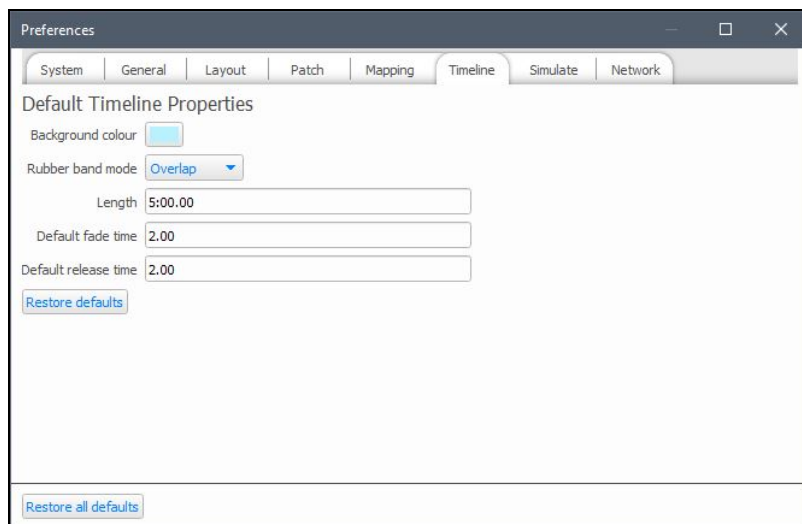 Preferences
System General Layout Patch Mapping Timeline Simulate Network
Default Timeline Properties
Background colour
Rubber band mode Overlap
Length 5:00.00
Default fade time 2.00
Default release time 2.00
Restore defaults
Restore all defaults